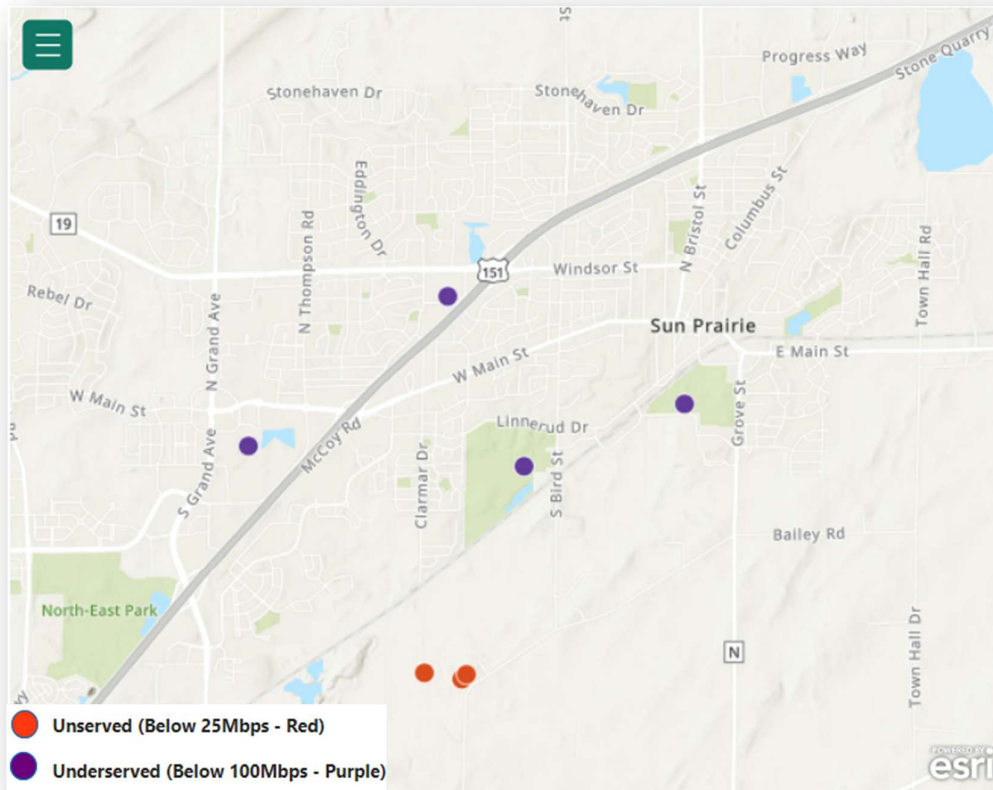 St
Progress Way
Stone Quarry
Stonehaven Dr
Stonehaven Dr
Eddington Dr
Columbus St
N Bristol St
19
N Thompson Rd
Town Hall Rd
151
Windsor St
Rebel Dr
N Grand Ave
Sun Prairie
E Main St
W Main St
W Main St
Grove St
Linnerud Dr
McCoy Rd
S Grand Ave
Clarmar Dr
S Bird St
Bailey Rd
North-East Park
Town Hall Dr
N
Unserved (Below 25Mbps - Red)
Underserved (Below 100Mbps - Purple)
POWERED BY
esri